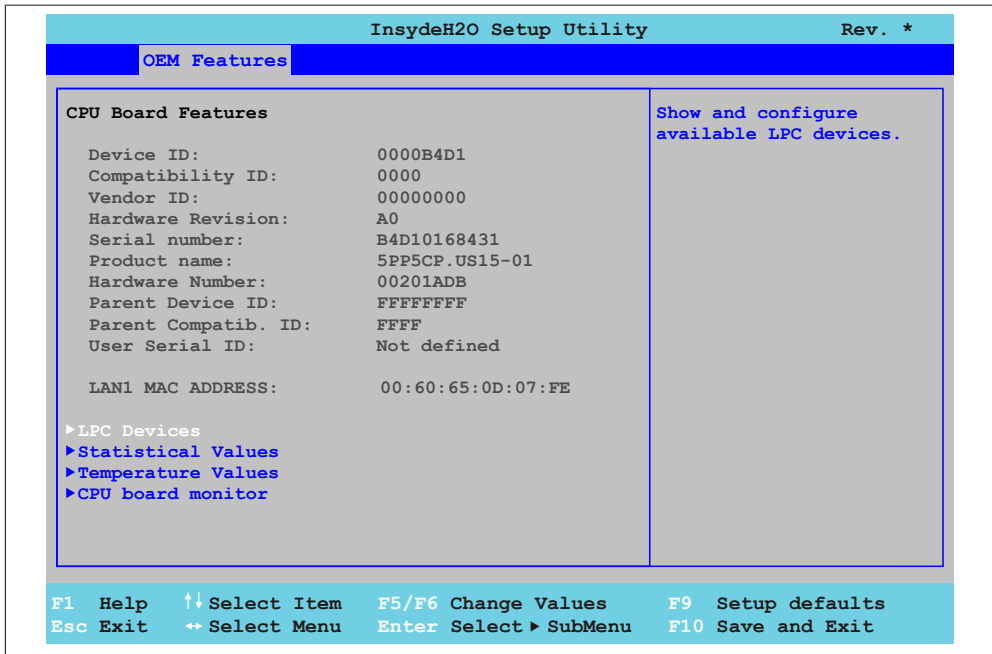 InsydeH2O Setup Utility Rev. *
OEM Features
CPU Board Features
Device ID: 0000B4D1
Compatibility ID: 0000
Vendor ID: 00000000
Hardware Revision: A0
Serial number: B4D10168431
Product name: 5PP5CP.US15-01
Hardware Number: 00201ADB
Parent Device ID: FFFFFFFF
Parent Compatib. ID: FFFF
User Serial ID: Not defined
LAN1 MAC ADDRESS: 00:60:65:0D:07:FE
▶LPC Devices
▶Statistical Values
▶Temperature Values
▶CPU board monitor
Show and configure
available LPC devices.
F1 Help ↑↓ Select Item F5/F6 Change Values F9 Setup defaults
Esc Exit ↔ Select Menu Enter Select ▶ SubMenu F10 Save and Exit